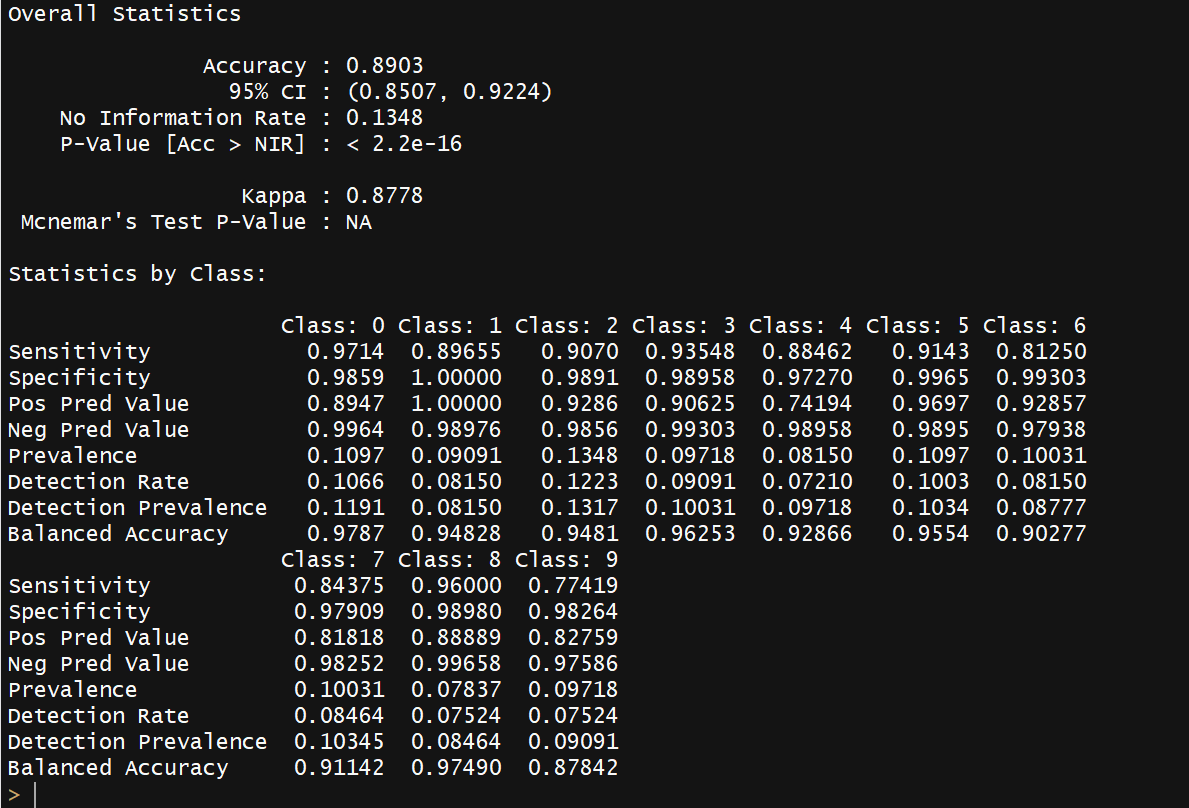 Overall Statistics
Accuracy : 0.8903
95% CI : (0.8507, 0.9224)
No Information Rate : 0.1348
P-Value [Acc > NIR] : < 2.2e-16
Kappa : 0.8778
Mcnemar's Test P-Value : NA
Statistics by Class:
Class: 0 Class: 1 Class: 2 Class: 3 Class: 4 Class: 5 Class: 6
Sensitivity 0.9714 0.89655 0.9070 0.93548 0.88462 0.9143 0.81250
Specificity 0.9859 1.00000 0.9891 0.98958 0.97270 0.9965 0.99303
Pos Pred Value 0.8947 1.00000 0.9286 0.90625 0.74194 0.9697 0.92857
Neg Pred Value 0.9964 0.98976 0.9856 0.99303 0.98958 0.9895 0.97938
Prevalence 0.1097 0.09091 0.1348 0.09718 0.08150 0.1097 0.10031
Detection Rate 0.1066 0.08150 0.1223 0.09091 0.07210 0.1003 0.08150
Detection Prevalence 0.1191 0.08150 0.1317 0.10031 0.09718 0.1034 0.08777
Balanced Accuracy 0.9787 0.94828 0.9481 0.96253 0.92866 0.9554 0.90277
Class: 7 Class: 8 Class: 9
Sensitivity 0.84375 0.96000 0.77419
Specificity 0.97909 0.98980 0.98264
Pos Pred Value 0.81818 0.88889 0.82759
Neg Pred Value 0.98252 0.99658 0.97586
Prevalence 0.10031 0.07837 0.09718
Detection Rate 0.08464 0.07524 0.07524
Detection Prevalence 0.10345 0.08464 0.09091
Balanced Accuracy 0.91142 0.97490 0.87842
>